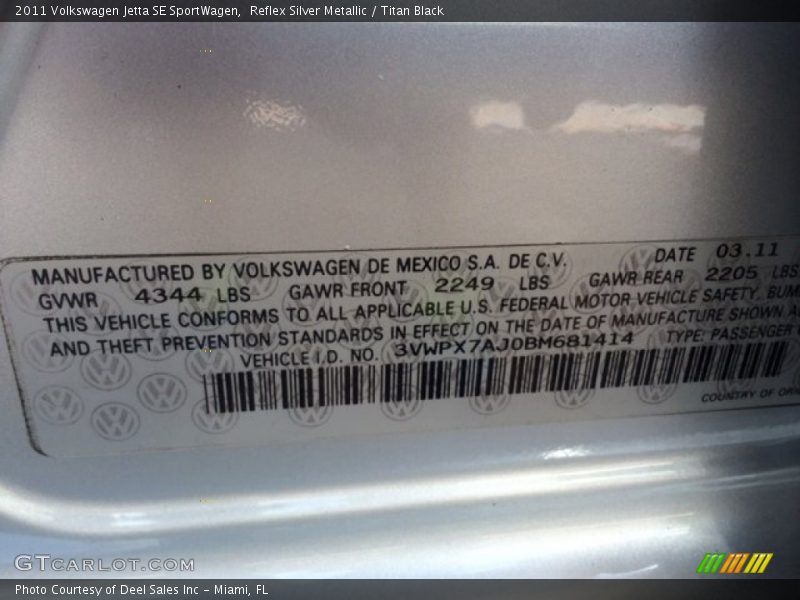 2011 Volkswagen Jetta SE SportWagen,  Reflex Silver Metallic / Titan Black
MANUFACTURED BY VOLKSWAGEN DE MEXICO S.A. DE C.V. DATE 03.11
GVWR 4344 LBS GAWR FRONT 2249 LBS GAWR REAR 2205 LBS
THIS VEHICLE CONFORMS TO ALL APPLICABLE U.S. FEDERAL MOTOR VEHICLE SAFETY, BUM
AND THEFT PREVENTION STANDARDS IN EFFECT ON THE DATE OF MANUFACTURE SHOWN A
VEHICLE I.D. NO. 3VWPX7AJ0BM681414 TYPE: PASSENGER
COUNTRY OF ORI
GTCARLOT.COM
Photo Courtesy of Deel Sales Inc – Miami, FL